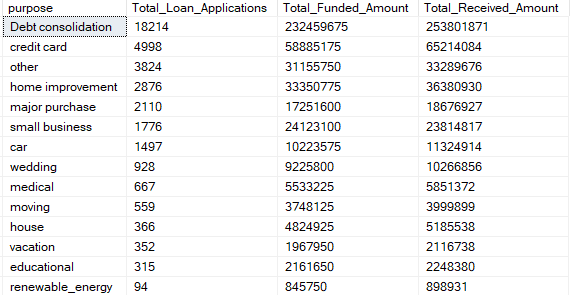 purpose Total_Loan_Applications Total_Funded_Amount Total_Received_Amount
Debt consolidation 18214 232459675 253801871
credit card 4998 58885175 65214084
other 3824 31155750 33289676
home improvement 2876 33350775 36380930
major purchase 2110 17251600 18676927
small business 1776 24123100 23814817
car 1497 10223575 11324914
wedding 928 9225800 10266856
medical 667 5533225 5851372
moving 559 3748125 3999899
house 366 4824925 5185538
vacation 352 1967950 2116738
educational 315 2161650 2248380
renewable_energy 94 845750 898931